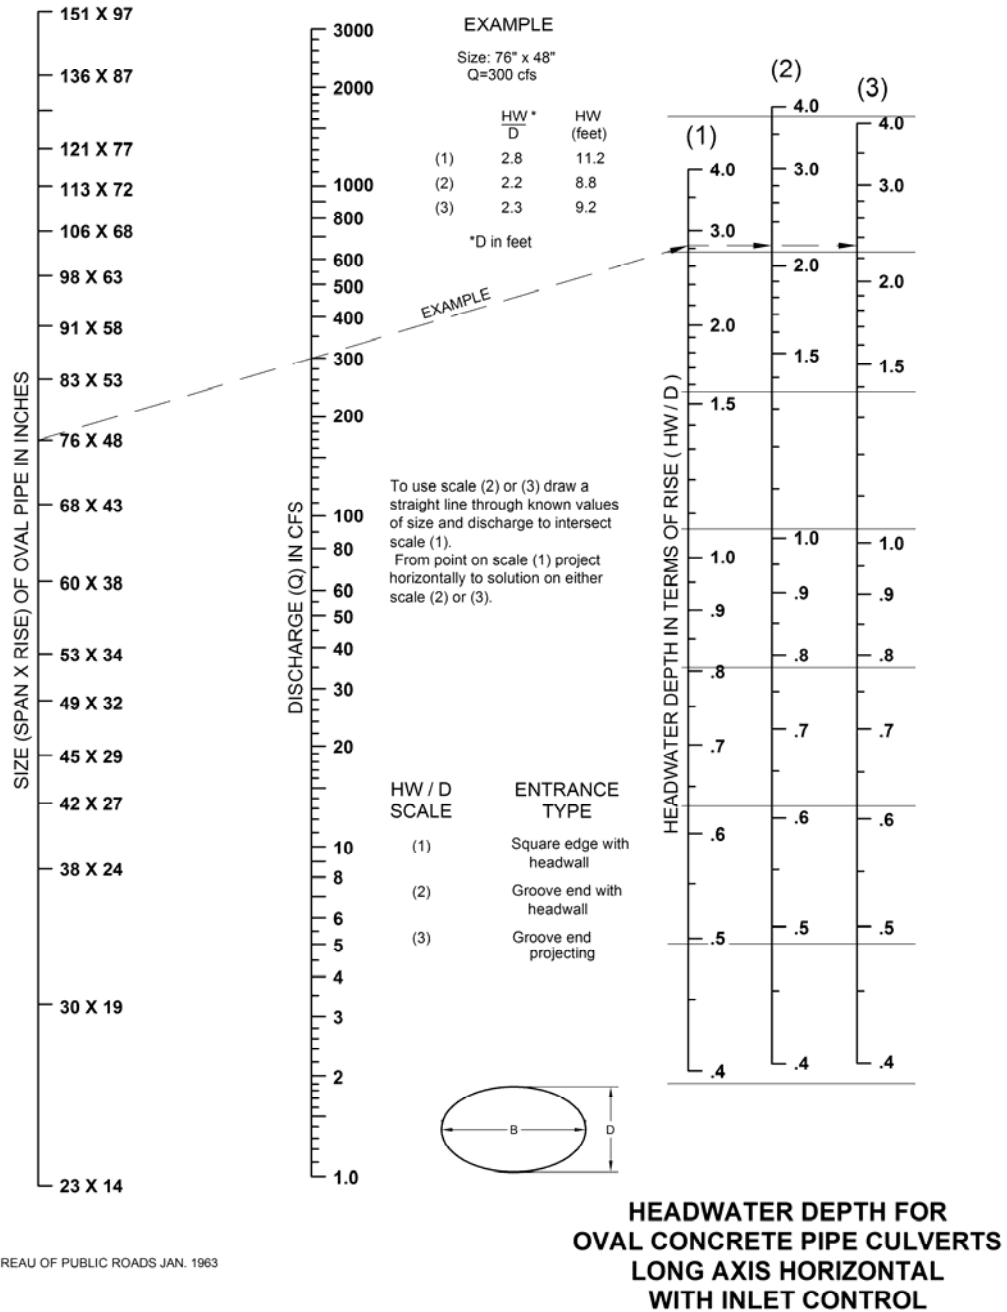 151 X 97
136 X 87
121 X 77
113 X 72
106 X 68
98 X 63
91 X 58
83 X 53
76 X 48
68 X 43
60 X 38
53 X 34
49 X 32
45 X 29
42 X 27
38 X 24
30 X 19
23 X 14
SIZE (SPAN X RISE) OF OVAL PIPE IN INCHES
3000
2000
1000
800
600
500
400
300
200
100
80
60
50
40
30
20
10
8
6
5
4
3
2
1.0
DISCHARGE (Q) IN CFS
EXAMPLE
Size: 76" x 48"
Q=300 cfs
HW * HW
D (feet)
(1) 2.8 11.2
(2) 2.2 8.8
(3) 2.3 9.2
*D in feet
EXAMPLE
To use scale (2) or (3) draw a
straight line through known values
of size and discharge to intersect
scale (1).
From point on scale (1) project
horizontally to solution on either
scale (2) or (3).
HW / D ENTRANCE
SCALE TYPE
(1) Square edge with
headwall
(2) Groove end with
headwall
(3) Groove end
projecting
B
D
HEADWATER DEPTH IN TERMS OF RISE ( HW / D )
(1)
4.0
3.0
2.0
1.5
1.0
.9
.8
.7
.6
.5
.4
(2)
4.0
3.0
2.0
1.5
1.0
.9
.8
.7
.6
.5
.4
(3)
4.0
3.0
2.0
1.5
1.0
.9
.8
.7
.6
.5
.4
HEADWATER DEPTH FOR
OVAL CONCRETE PIPE CULVERTS
LONG AXIS HORIZONTAL
WITH INLET CONTROL
REAU OF PUBLIC ROADS JAN. 1963